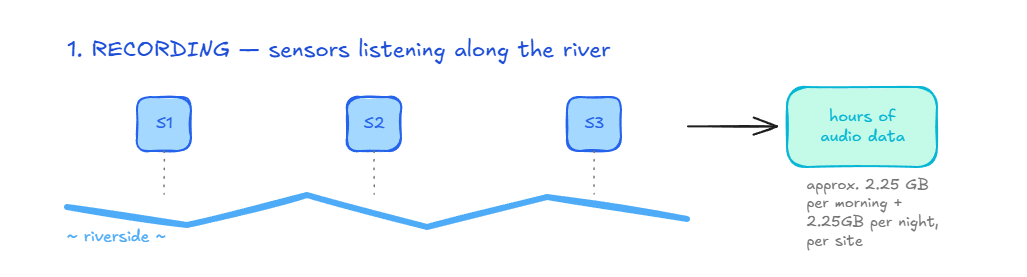 1. RECORDING — sensors listening along the river
S1
S2
S3
hours of
audio data
approx. 2.25 GB
per morning +
2.25GB per night,
per site
~ riverside ~